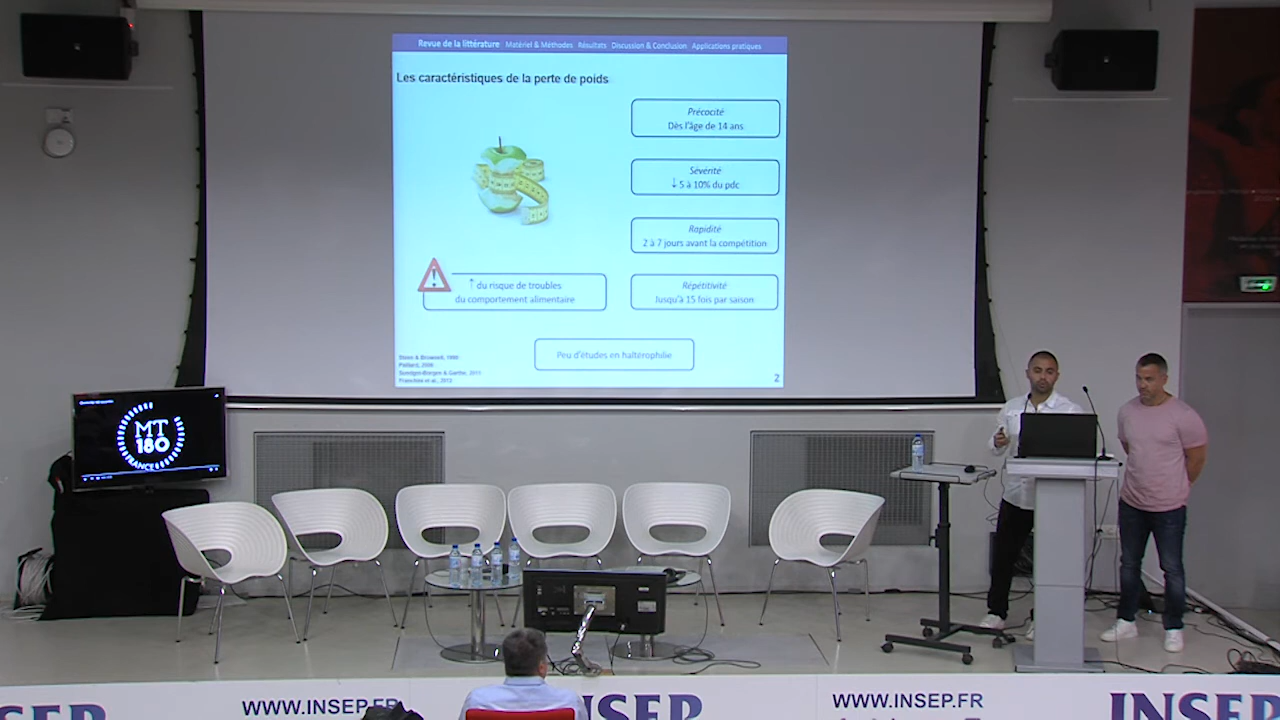 Revue de la littérature Matériel & Méthodes Résultats Discussion & Conclusion Applications pratiques
Les caractéristiques de la perte de poids
Précocité
Dès l'âge de 14 ans
Sévérité
↓ 5 à 10% du pdc
Rapidité
2 à 7 jours avant la compétition
↑ du risque de troubles
du comportement alimentaire
Répétitivité
Jusqu'à 15 fois par saison
Peu d'études en haltérophilie
2
MT
180
FRANCE
WWW.INSEP.FR
INSEP
WWW.INSEP.FR
INSEP